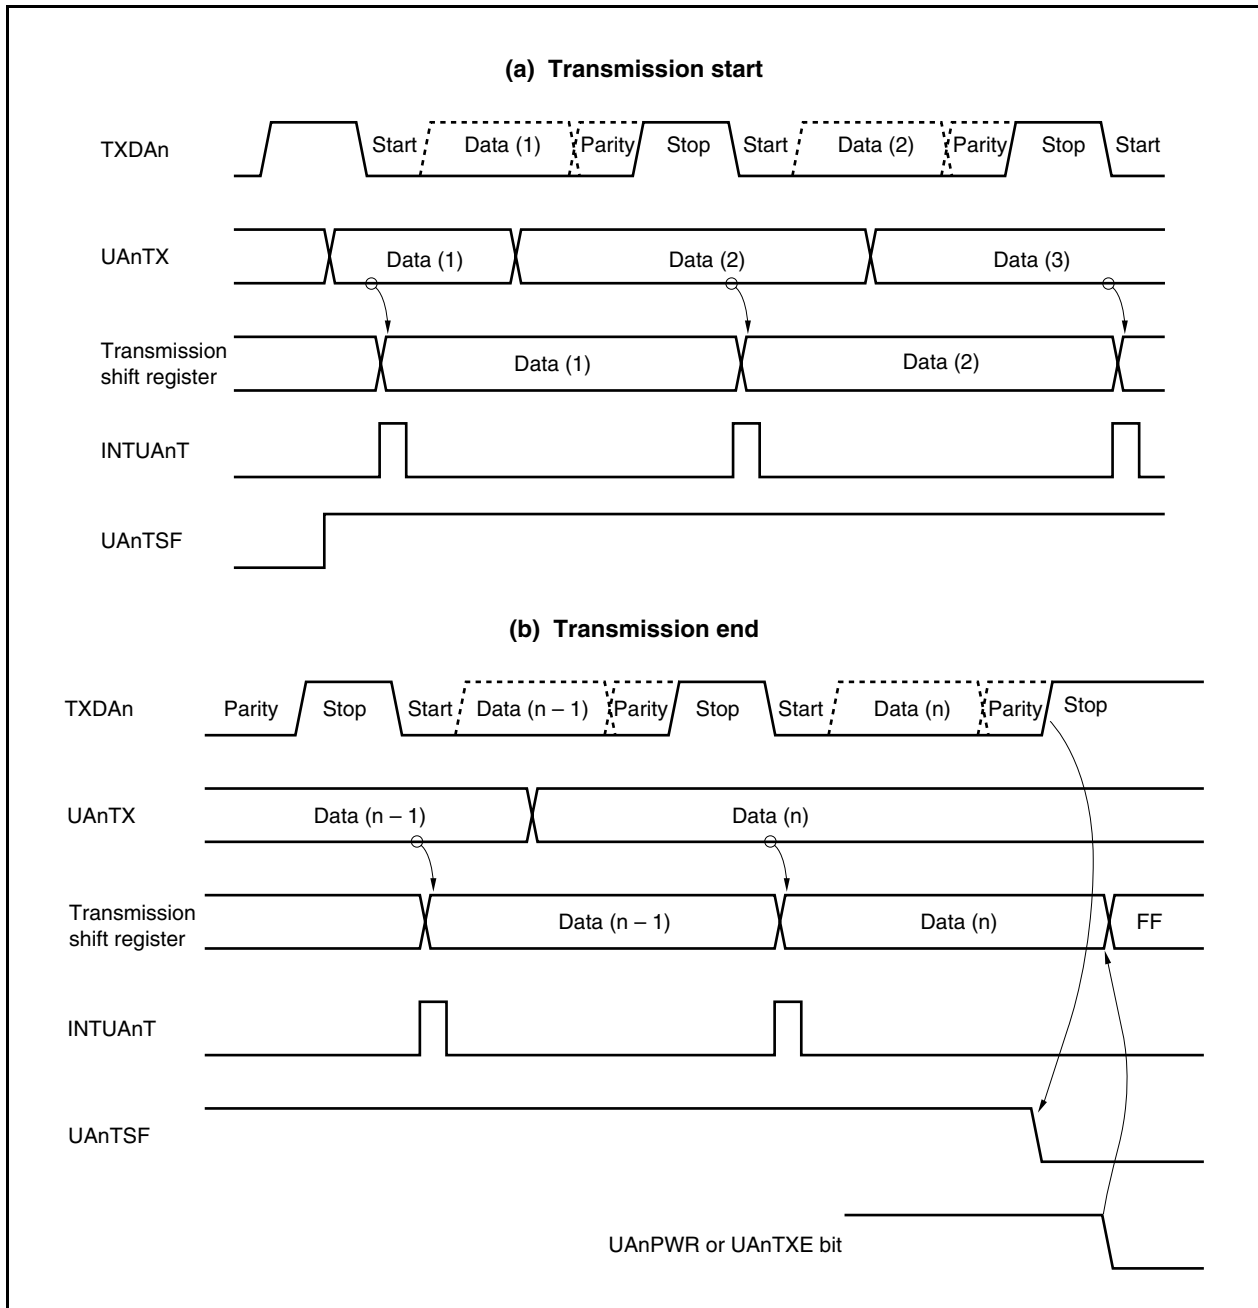 (a) Transmission start
TXDAn
Start Data (1) Parity Stop Start Data (2) Parity Stop Start
UAnTX
Data (1) Data (2) Data (3)
Transmission
shift register
Data (1) Data (2)
INTUAnT
UAnTSF
(b) Transmission end
TXDAn
Parity Stop Start Data (n – 1) Parity Stop Start Data (n) Parity Stop
UAnTX
Data (n – 1) Data (n)
Transmission
shift register
Data (n – 1) Data (n) FF
INTUAnT
UAnTSF
UAnPWR or UAnTXE bit